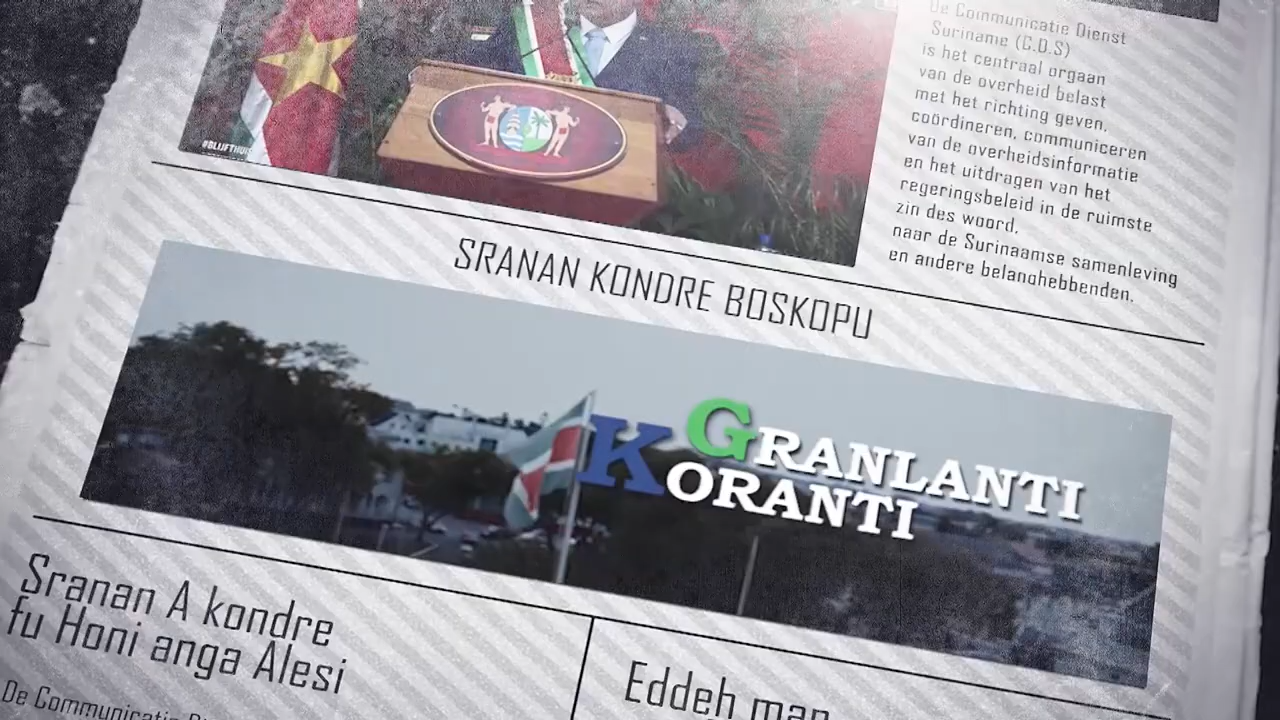 De Communicatie Dienst
Suriname (C.D.S)
is het centraal orgaan
van de overheid belast
met het richting geven,
coördineren, communiceren
van de overheidsinformatie
en het uitdragen van het
regeringsbeleid in de ruimste
zin des woord,
naar de Surinaamse samenleving
en andere belanghebbenden.
SRANAN KONDRE BOSKOPU
GRANLANTI
KORANTI
Sranan A kondre
fu Honi anga Alesi
De Communicatie
Eddeh man